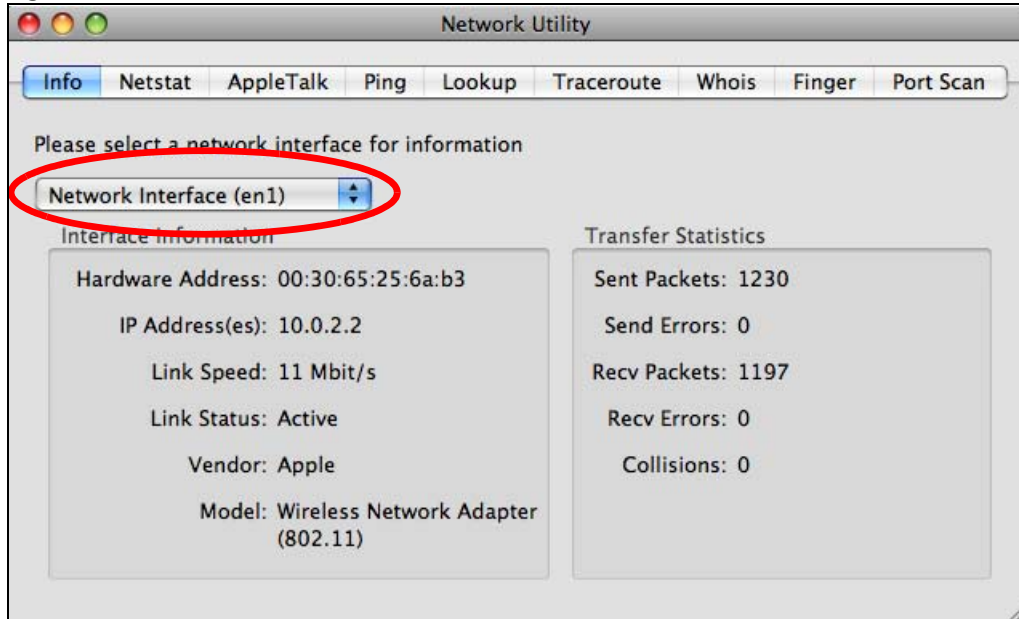 Network Utility
Info Netstat AppleTalk Ping Lookup Traceroute Whois Finger Port Scan
Please select a network interface for information
Network Interface (en1)
Interface Information
Hardware Address: 00:30:65:25:6a:b3
IP Address(es): 10.0.2.2
Link Speed: 11 Mbit/s
Link Status: Active
Vendor: Apple
Model: Wireless Network Adapter
(802.11)
Transfer Statistics
Sent Packets: 1230
Send Errors: 0
Recv Packets: 1197
Recv Errors: 0
Collisions: 0